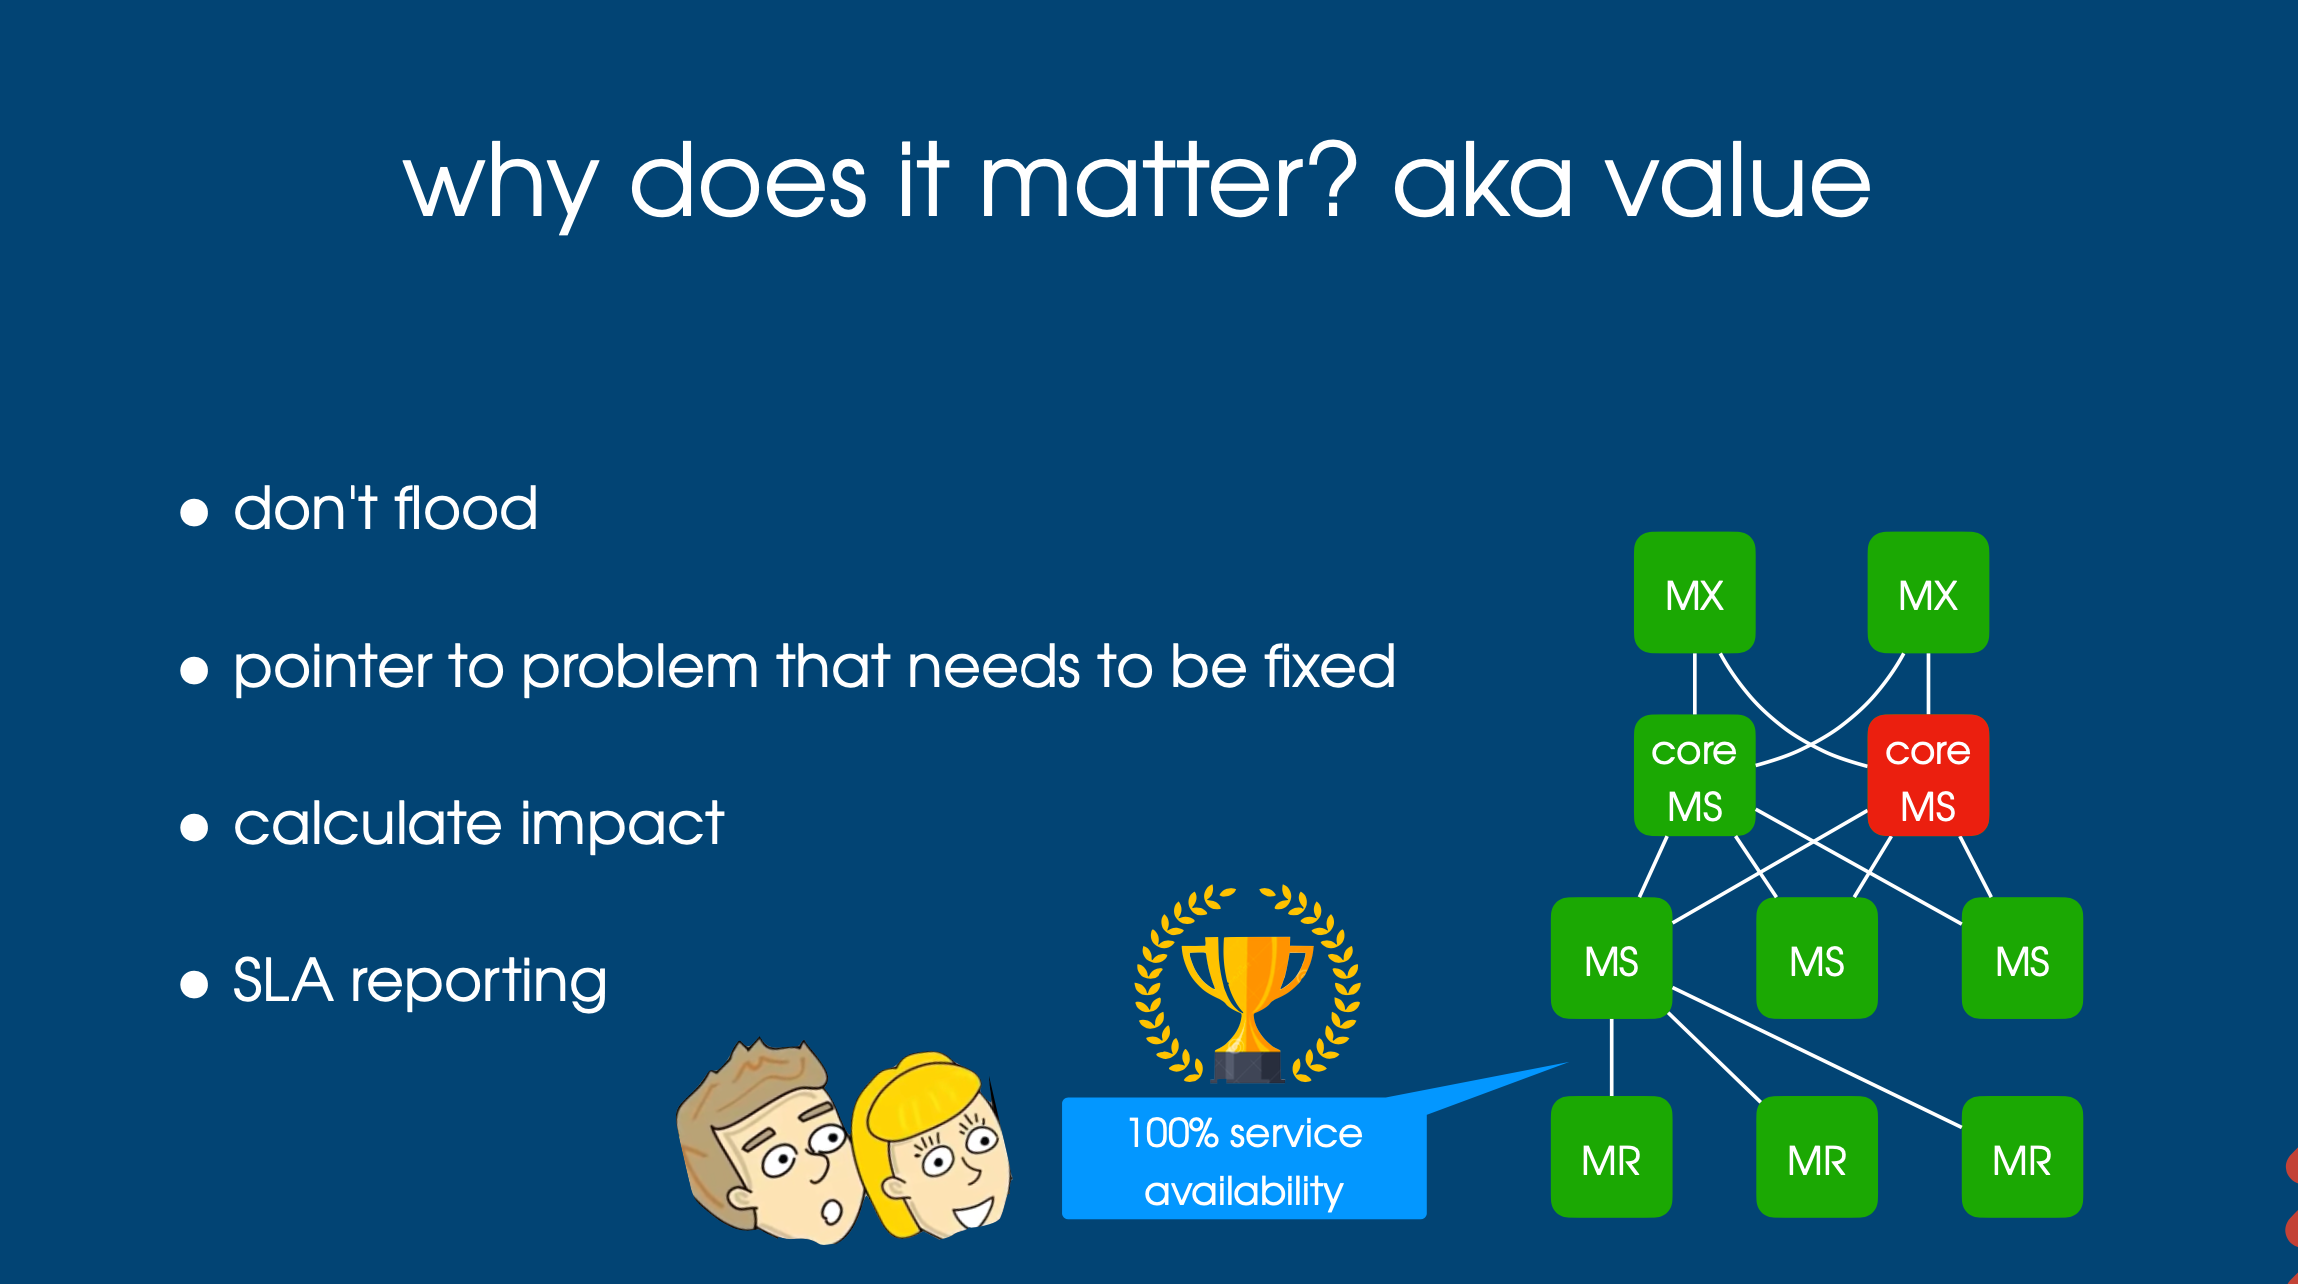 why does it matter? aka value
• don't flood
• pointer to problem that needs to be fixed
• calculate impact
• SLA reporting
100% service
availability
MX
MX
core
MS
core
MS
MS
MS
MS
MR
MR
MR